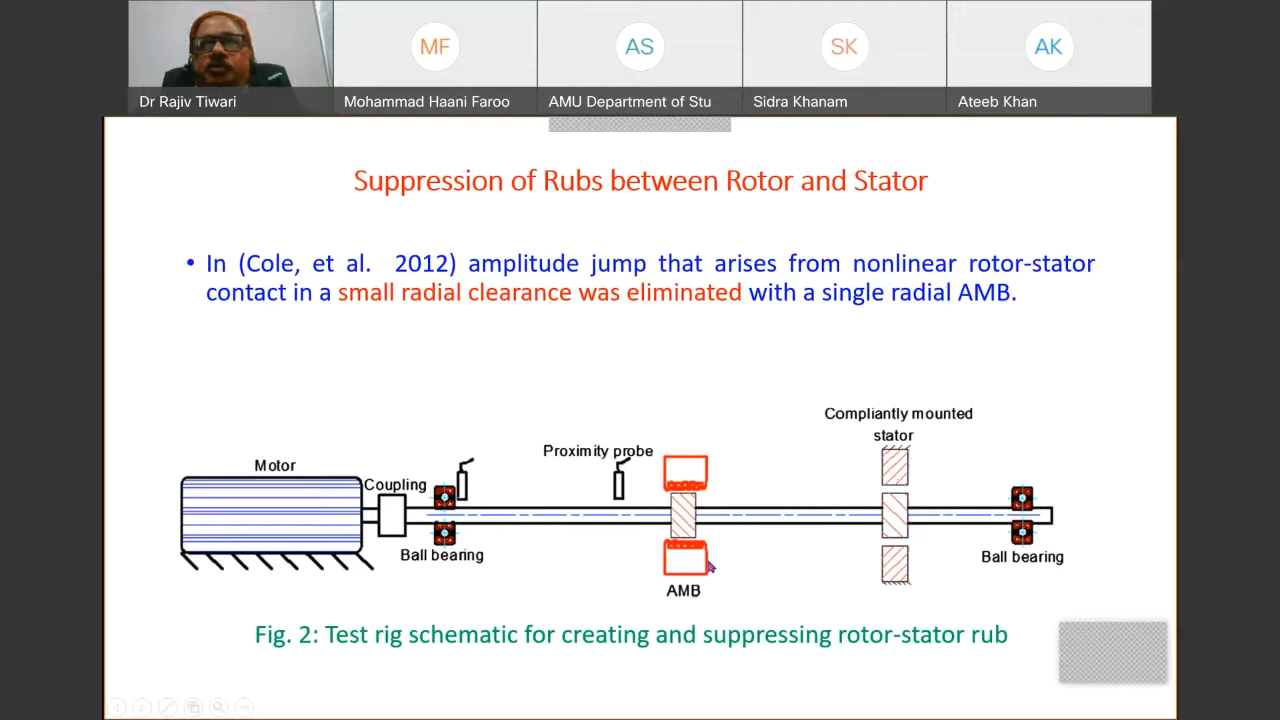 MF
AS
SK
AK
Dr Rajiv Tiwari
Mohammad Haani Faroo
AMU Department of Stu
Sidra Khanam
Ateeb Khan
Suppression of Rubs between Rotor and Stator
• In (Cole, et al. 2012) amplitude jump that arises from nonlinear rotor-stator
contact in a small radial clearance was eliminated with a single radial AMB.
Compliantly mounted
stator
Proximity probe
Motor
Coupling
Ball bearing
Ball bearing
AMB
Fig. 2: Test rig schematic for creating and suppressing rotor-stator rub